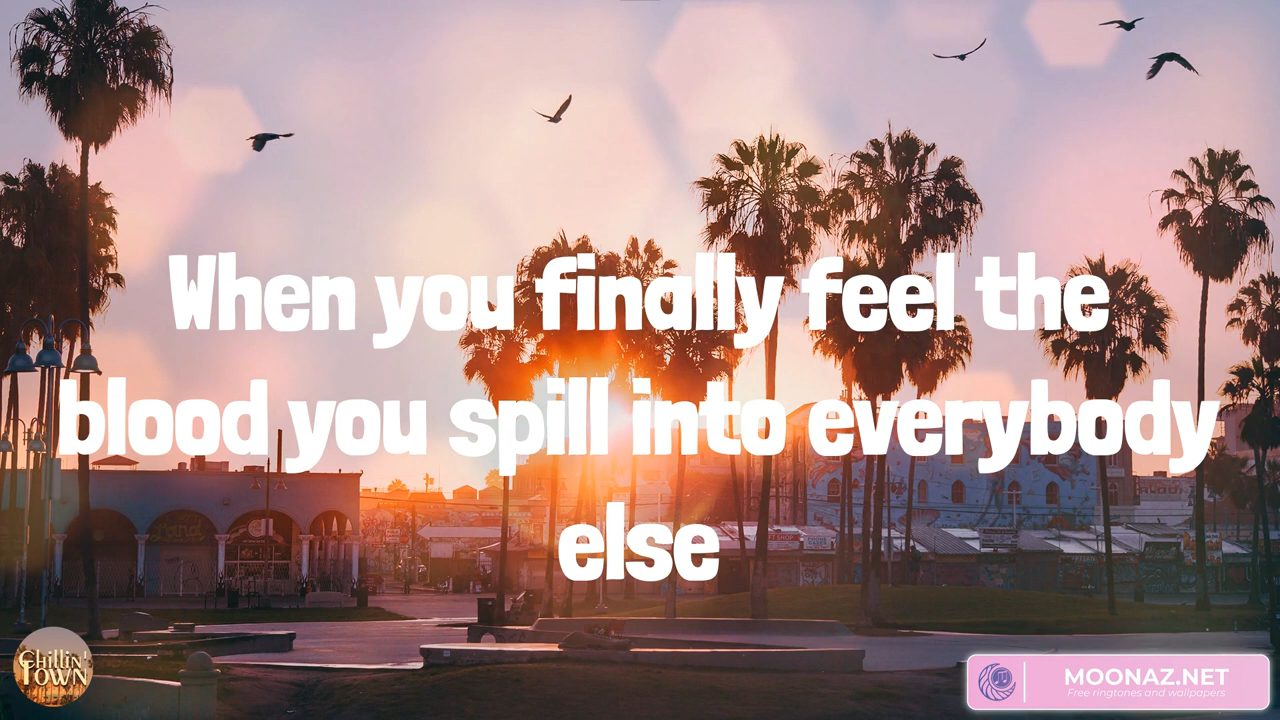 When you finally feel the
blood you spill into everybody
else
Chillin'
TOWN
MOONAZ.NET
Free ringtones and wallpapers